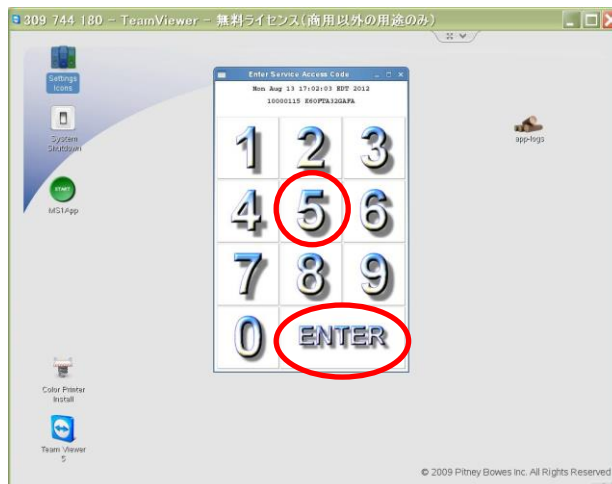 309 744 180 - TeamViewer - 無料ライセンス(商用以外の用途のみ)
Settings
Icons
System
Shutdown
START
MS1App
Enter Service Access Code
Mon Aug 13 17:02:03 EDT 2012
10000115 E60PTA32GAFA
1 2 3
4 5 6
7 8 9
0 ENTER
app-logs
Color Printer
Install
Team Viewer
5
© 2009 Pitney Bowes Inc. All Rights Reserved